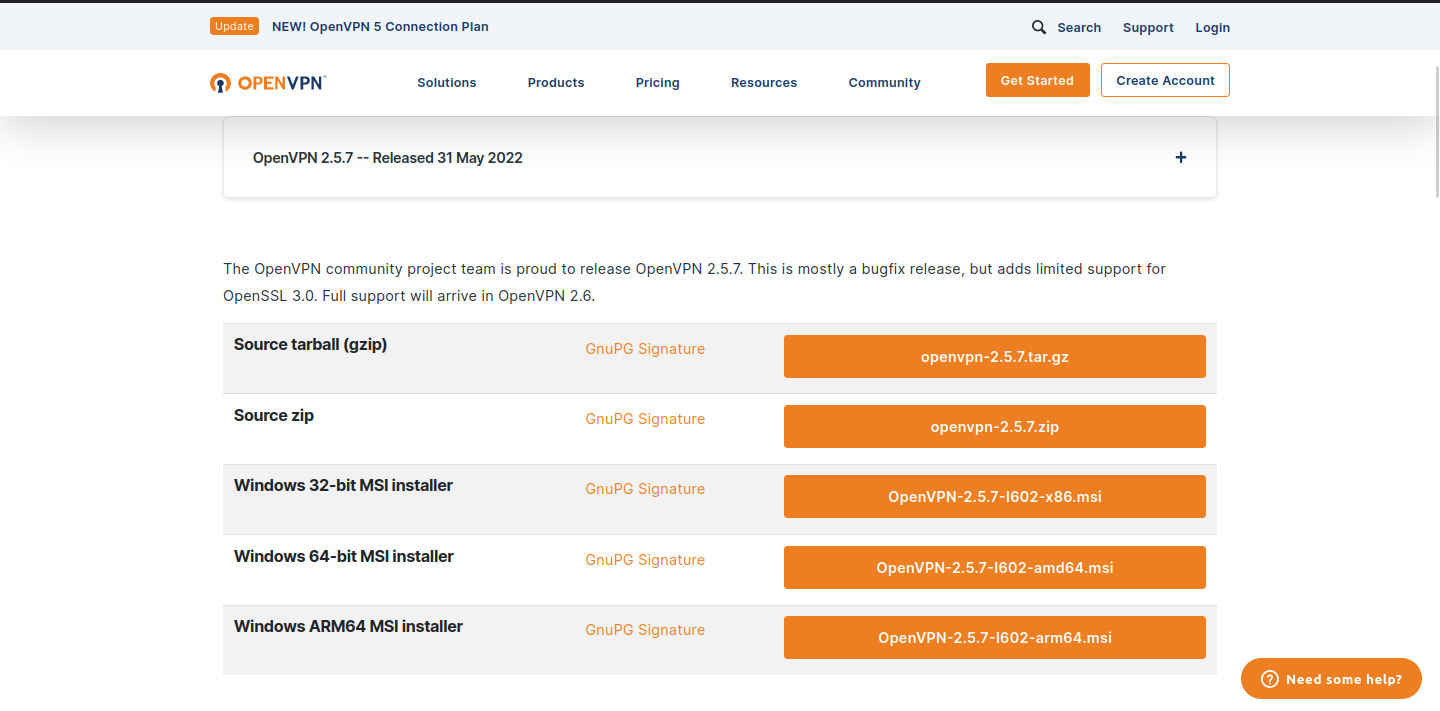 Update NEW! OpenVPN 5 Connection Plan Search Support Login
OPENVPN Solutions Products Pricing Resources Community Get Started Create Account
OpenVPN 2.5.7 -- Released 31 May 2022 +
The OpenVPN community project team is proud to release OpenVPN 2.5.7. This is mostly a bugfix release, but adds limited support for
OpenSSL 3.0. Full support will arrive in OpenVPN 2.6.
Source tarball (gzip) GnuPG Signature openvpn-2.5.7.tar.gz
Source zip GnuPG Signature openvpn-2.5.7.zip
Windows 32-bit MSI installer GnuPG Signature OpenVPN-2.5.7-I602-x86.msi
Windows 64-bit MSI installer GnuPG Signature OpenVPN-2.5.7-I602-amd64.msi
Windows ARM64 MSI installer GnuPG Signature OpenVPN-2.5.7-I602-arm64.msi
Need some help?